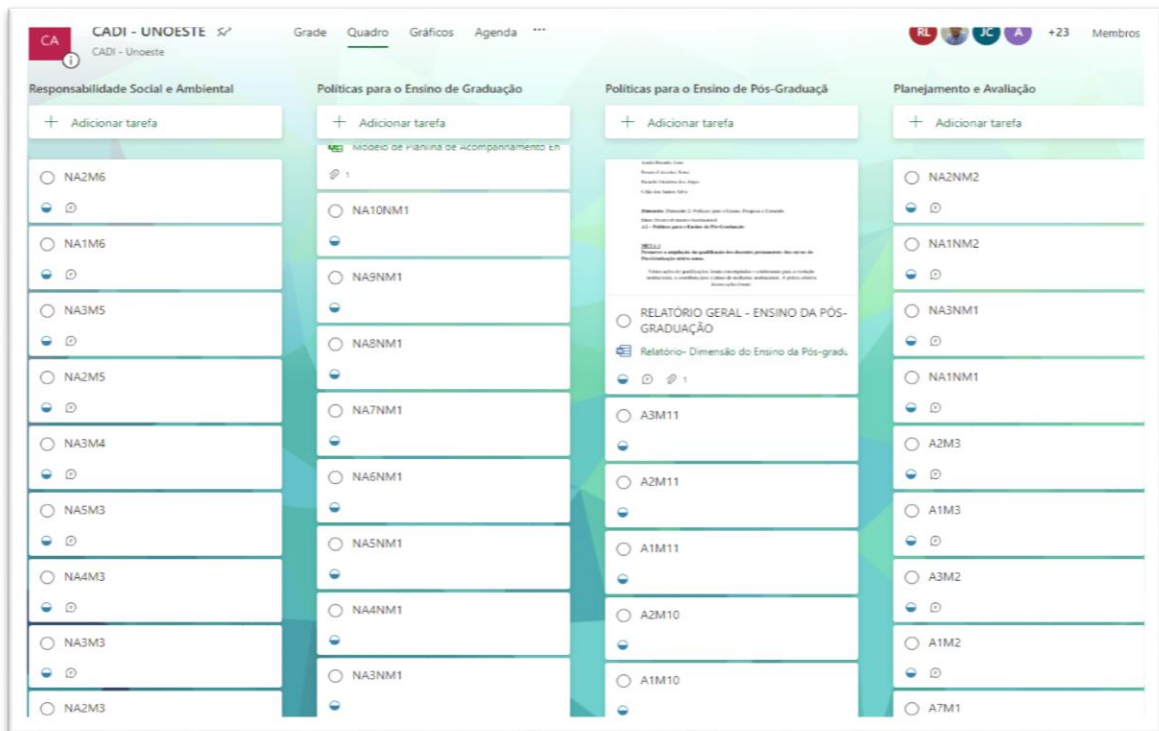 CA
CADI - UNOESTE
CADI - Unoeste
Grade Quadro Gráficos Agenda ...
RL JC A +23 Membros
Responsabilidade Social e Ambiental
+ Adicionar tarefa
NA2M6
NA1M6
NA3M5
NA2M5
NA3M4
NA5M3
NA4M3
NA3M3
NA2M3
Políticas para o Ensino de Graduação
+ Adicionar tarefa
Modelo de Planilha de Acompanhamento En
1
NA10NM1
NA9NM1
NA8NM1
NA7NM1
NA6NM1
NA5NM1
NA4NM1
NA3NM1
Políticas para o Ensino de Pós-Graduaçã
+ Adicionar tarefa
META 1
RELATÓRIO GERAL - ENSINO DA PÓS-
GRADUAÇÃO
Relatório- Dimensão do Ensino da Pós-gradu
1
A3M11
A2M11
A1M11
A2M10
A1M10
Planejamento e Avaliação
+ Adicionar tarefa
NA2NM2
NA1NM2
NA3NM1
NA1NM1
A2M3
A1M3
A3M2
A1M2
A7M1